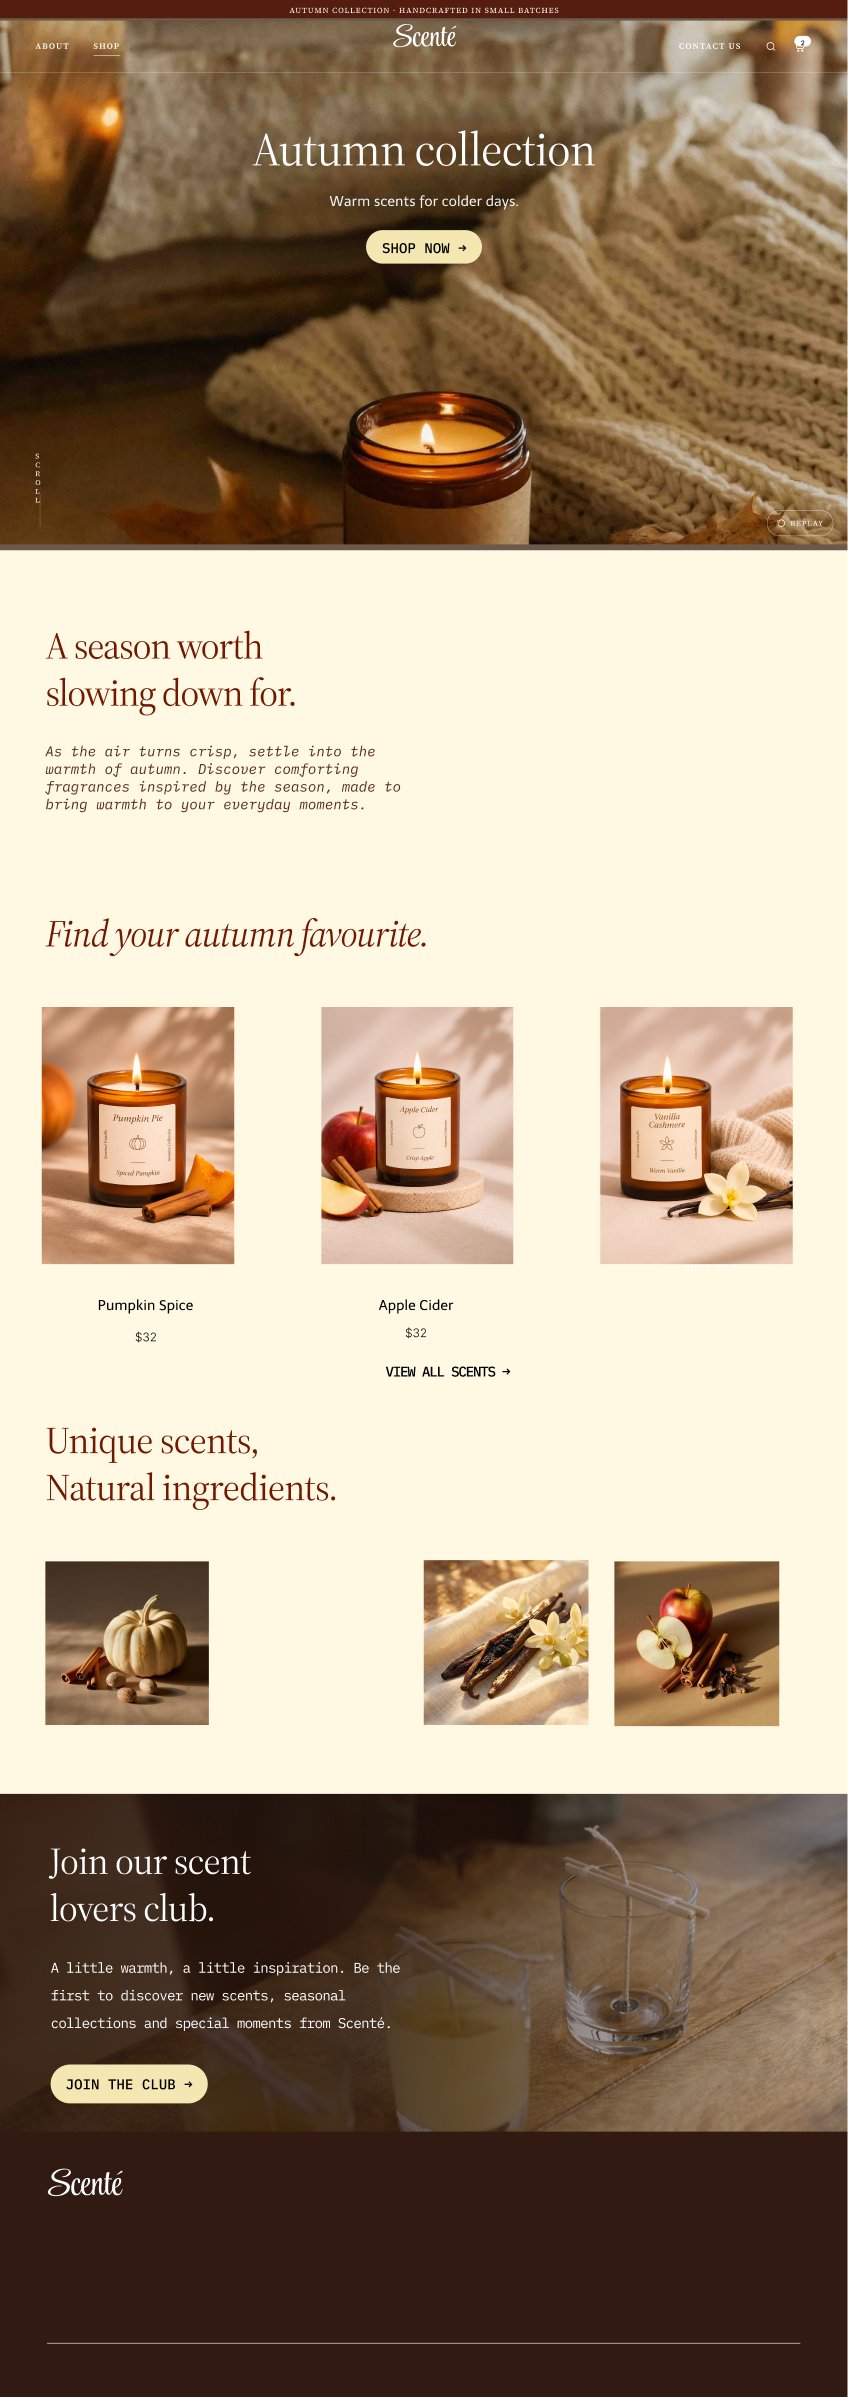 AUTUMN COLLECTION · HANDCRAFTED IN SMALL BATCHES
ABOUT
SHOP
Scenté
CONTACT US
2
Autumn collection
Warm scents for colder days.
SHOP NOW →
SCROLL
REPLAY
A season worth
slowing down for.
As the air turns crisp, settle into the
warmth of autumn. Discover comforting
fragrances inspired by the season, made to
bring warmth to your everyday moments.
Find your autumn favourite.
Pumpkin Pie
Scented Candle
Spiced Pumpkin
Apple Cider
Crisp Apple
Vanilla
Cashmere
Scented Candle
Warm Vanilla
Pumpkin Spice
$32
Apple Cider
$32
VIEW ALL SCENTS →
Unique scents,
Natural ingredients.
Join our scent
lovers club.
A little warmth, a little inspiration. Be the
first to discover new scents, seasonal
collections and special moments from Scenté.
JOIN THE CLUB →
Scenté